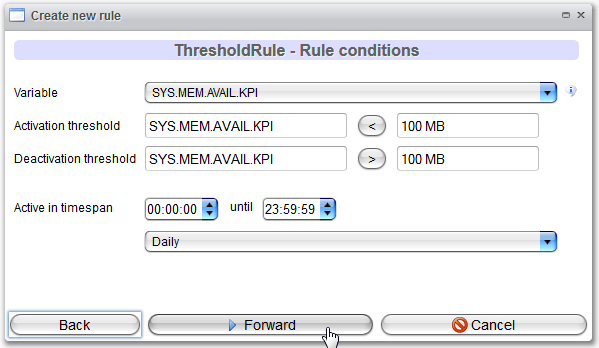 Create new rule
ThresholdRule - Rule conditions
Variable SYS.MEM.AVAIL.KPI
Activation threshold SYS.MEM.AVAIL.KPI < 100 MB
Deactivation threshold SYS.MEM.AVAIL.KPI > 100 MB
Active in timespan 00:00:00 until 23:59:59
Daily
Back Forward Cancel